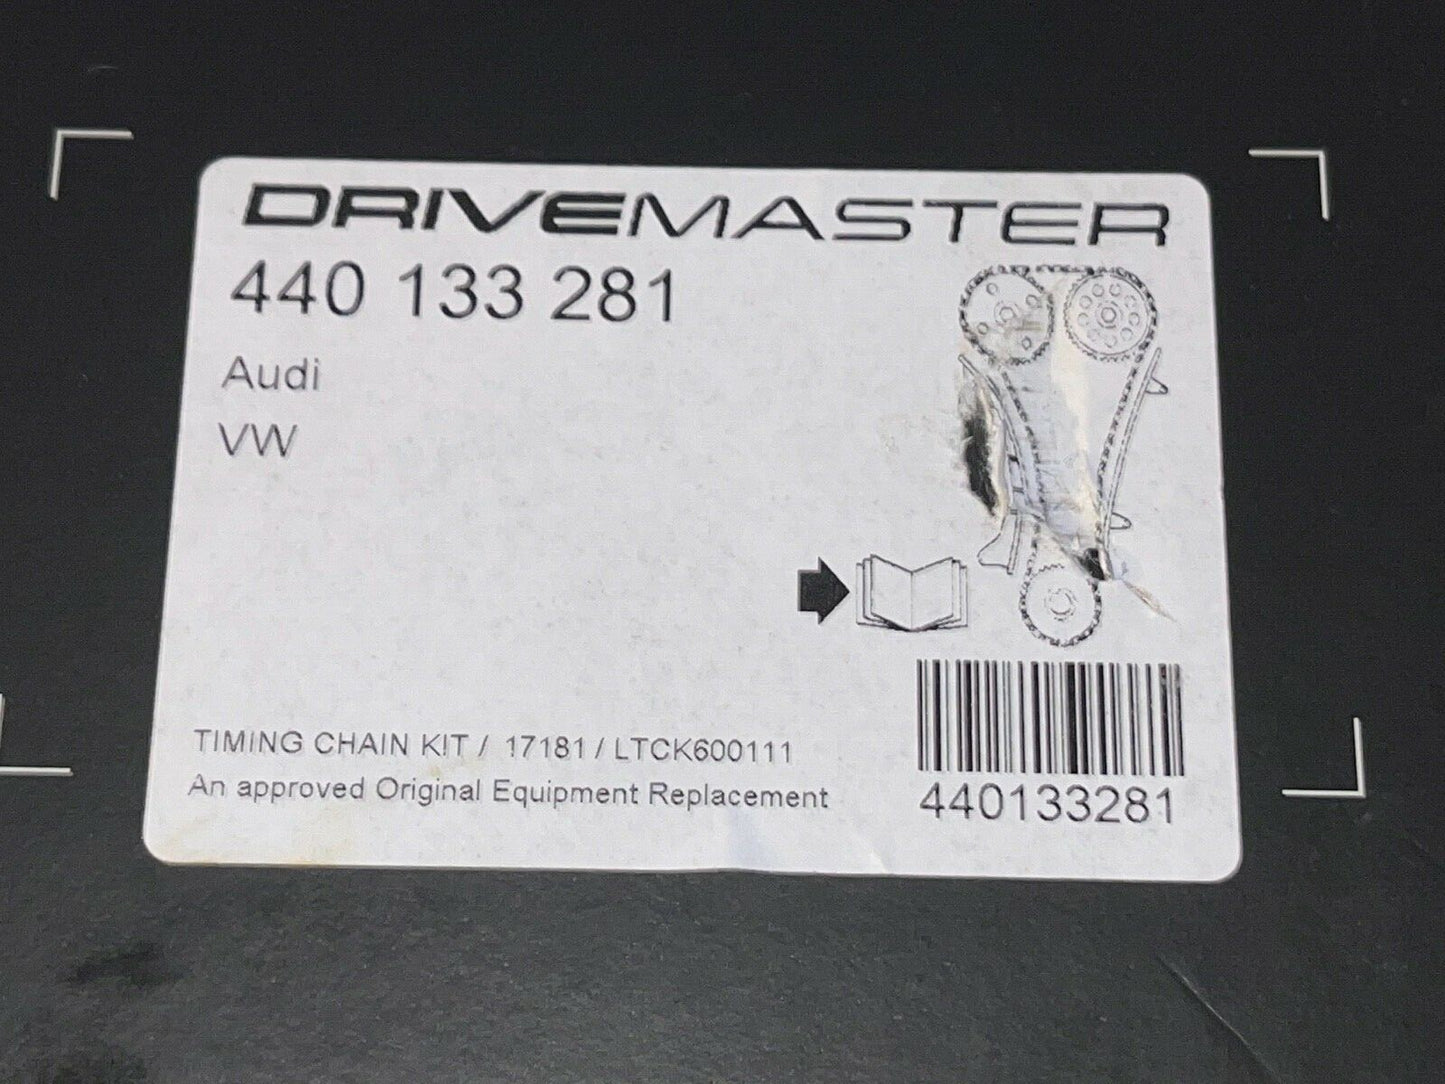 DRIVEMASTER
440 133 281
Audi
VW
TIMING CHAIN KIT / 17181 / LTCK600111
An approved Original Equipment Replacement
440133281